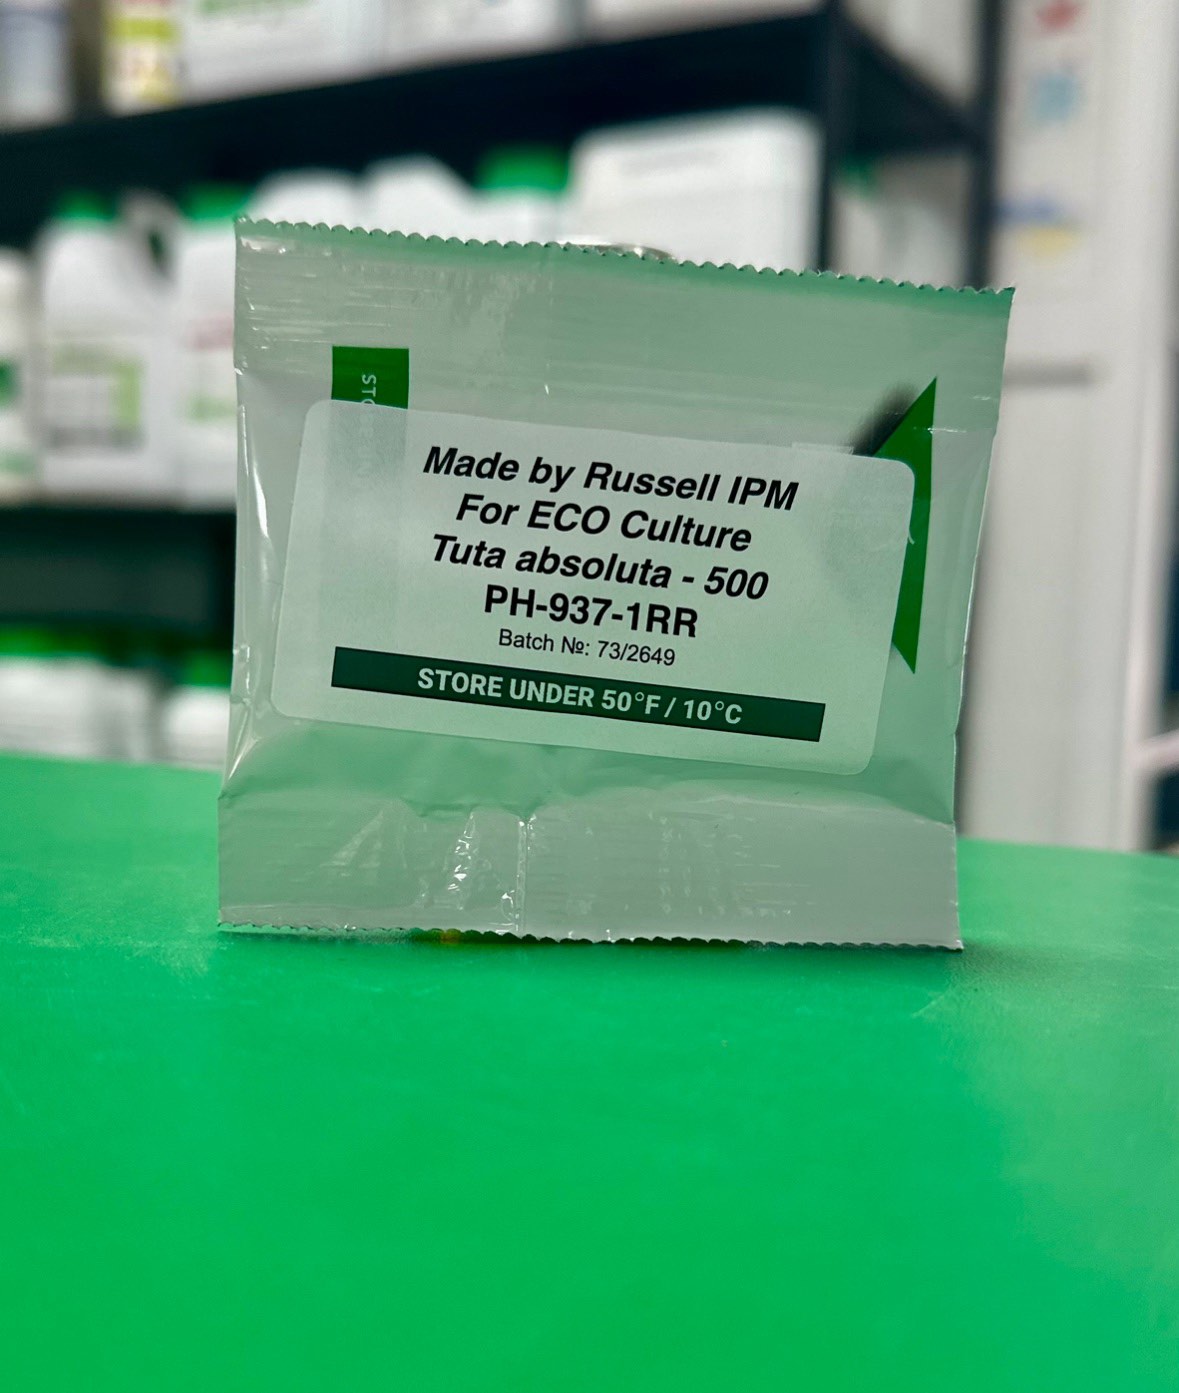 Made by Russell IPM
For ECO Culture
Tuta absoluta - 500
PH-937-1RR
Batch №: 73/2649
STORE UNDER 50°F / 10°C